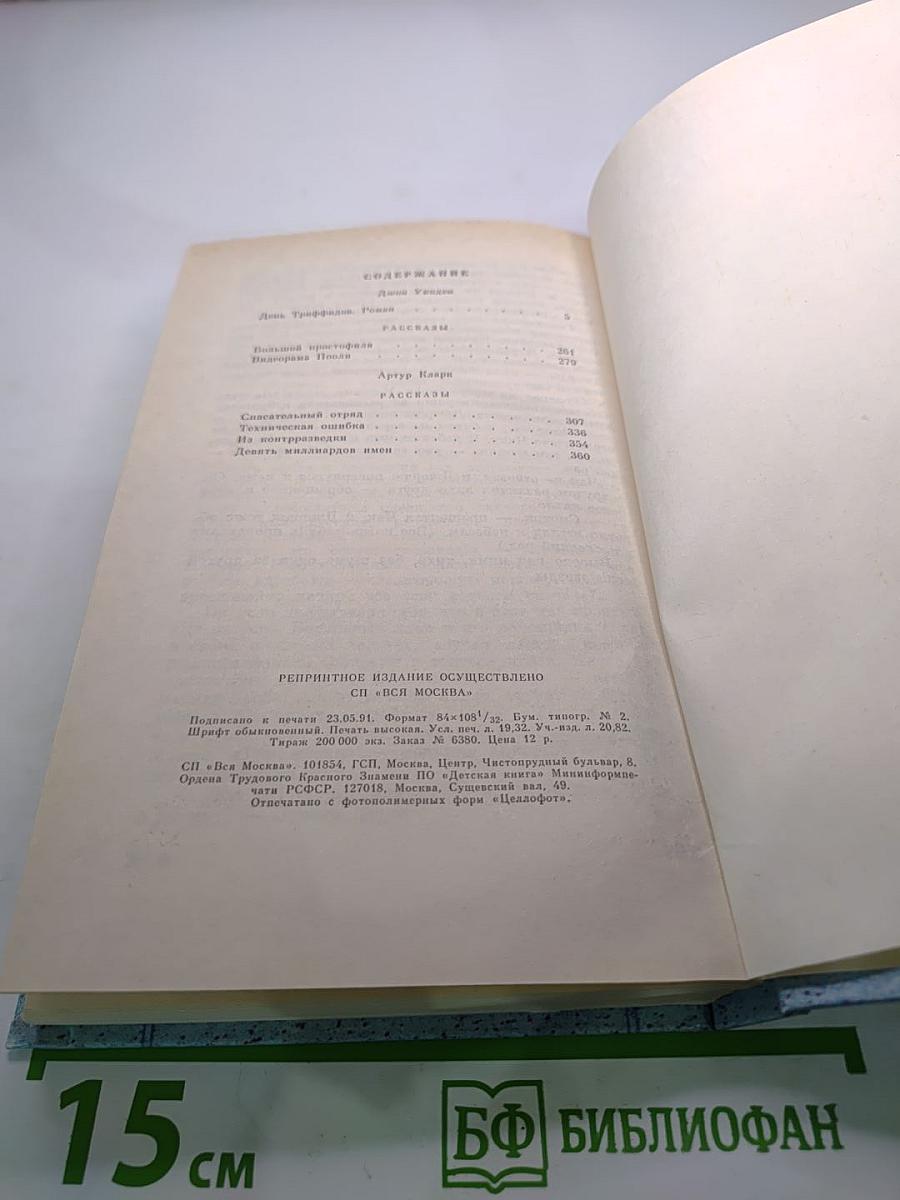 СОДЕРЖАНИЕ
Джон Уиндем
День Триффидов. Роман . . . . . . . . 5
РАССКАЗЫ
Большой простофиля . . . . . . . . . 261
Видеорама Пооли . . . . . . . . . 279
Артур Кларк
РАССКАЗЫ
Спасательный отряд . . . . . . . . . 307
Техническая ошибка . . . . . . . . . 336
Из контрразведки . . . . . . . . . 354
Девять миллиардов имен . . . . . . . . 360
РЕПРИНТНОЕ ИЗДАНИЕ ОСУЩЕСТВЛЕНО
СП «ВСЯ МОСКВА»
Подписано к печати 23.05.91. Формат 84×108¹/₃₂. Бум. типогр. № 2.
Шрифт обыкновенный. Печать высокая. Усл. печ. л. 19,32. Уч.-изд. л. 20,82.
Тираж 200 000 экз. Заказ № 6380. Цена 12 р.
СП «Вся Москва». 101854, ГСП, Москва, Центр, Чистопрудный бульвар, 8.
Ордена Трудового Красного Знамени ПО «Детская книга» Мининформпе-
чати РСФСР. 127018, Москва, Сущевский вал, 49.
Отпечатано с фотополимерных форм «Целлофот».
15 см
БФ БИБЛИОФАН